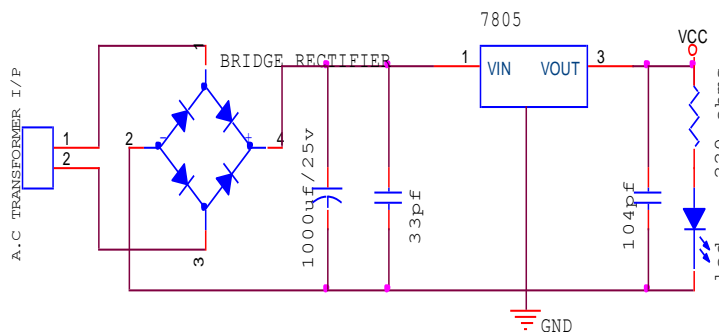 7805
VCC
BRIDGE RECTIFIER
1
1
VIN
VOUT
3
A.C TRANSFORMER I/P
1
2
2
-
+
4
3
1000uf/25v
33pf
104pf
GND